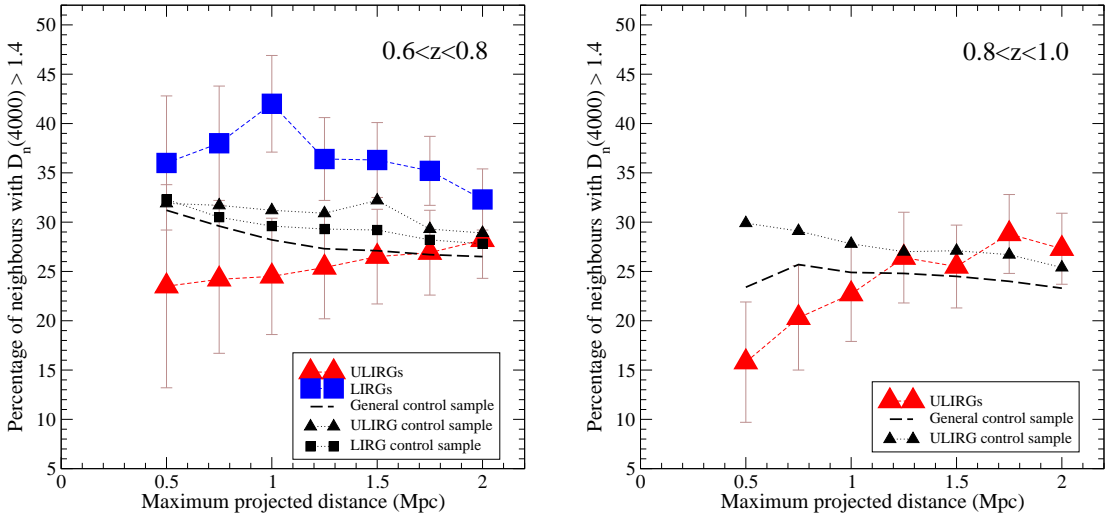 Percentage of neighbours with D_n(4000) > 1.4
50
45
40
35
30
25
20
15
10
5
0.6<z<0.8
ULIRGs
LIRGs
General control sample
ULIRG control sample
LIRG control sample
0 0.5 1 1.5 2
Maximum projected distance (Mpc)
Percentage of neighbours with D_n(4000) > 1.4
50
45
40
35
30
25
20
15
10
5
0.8<z<1.0
ULIRGs
General control sample
ULIRG control sample
0 0.5 1 1.5 2
Maximum projected distance (Mpc)